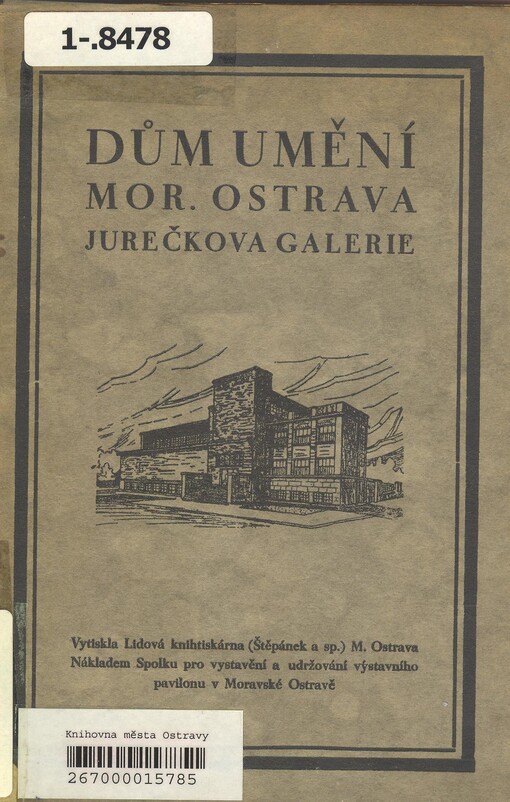 1-.8478
DŮM UMĚNÍ
MOR. OSTRAVA
JUREČKOVA GALERIE
Vytiskla Lidová knihtiskárna (Štěpánek a sp.) M. Ostrava
Nákladem Spolku pro vystavění a udržování výstavního
pavilonu v Moravské Ostravě
Knihovna města Ostravy
267000015785